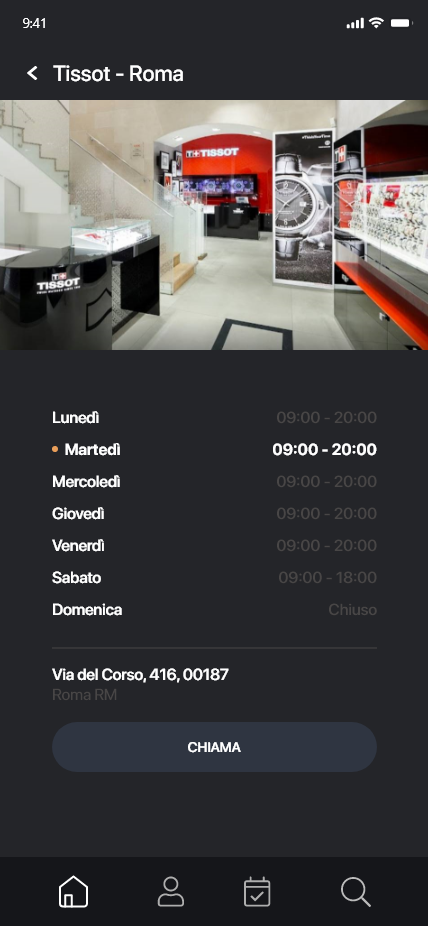 9:41
Tissot - Roma
T+ TISSOT
T+
TISSOT
Lunedì 09:00 - 20:00
Martedì 09:00 - 20:00
Mercoledì 09:00 - 20:00
Giovedì 09:00 - 20:00
Venerdì 09:00 - 20:00
Sabato 09:00 - 18:00
Domenica Chiuso
Via del Corso, 416, 00187
Roma RM
CHIAMA